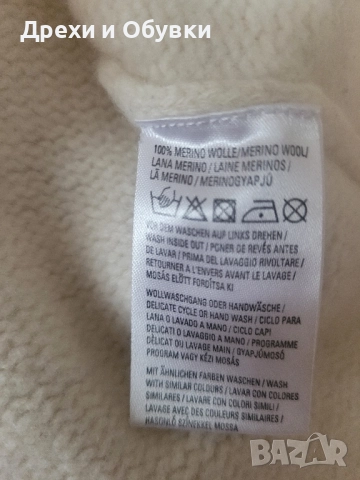 Дрехи и Обувки
100% MERINO WOLLE/MERINO WOOL/
LANA MERINO/ LAINE MERINOS/
LÃ MERINO/ MERINÓGYAPJÚ
VOR DEM WASCHEN AUF LINKS DREHEN/
WASH INSIDE OUT / PONER DE REVÉS ANTES
DE LAVAR / PRIMA DEL LAVAGGIO RIVOLTARE /
RETOURNER A L'ENVERS AVANT LE LAVAGE /
MOSÁS ELŐTT FORDÍTSA KI
WOLLWASCHGANG ODER HANDWÄSCHE /
DELICATE CYCLE OR HAND WASH / CICLO PARA
LANA O LAVADO A MANO / CICLO CAPI
DELICATI O LAVAGGIO A MANO / PROGRAMME
DÉLICAT OU LAVAGE MAIN / GYAPJÚMOSÓ
PROGRAM VAGY KÉZI MOSÁS
MIT ÄHNLICHEN FARBEN WASCHEN / WASH
WITH SIMILAR COLOURS / LAVAR CON COLORES
SIMILARES / LAVARE CON COLORI SIMILI /
LAVAGE AVEC DES COULEURS SIMILAIRES /
HASONLÓ SZÍNEKKEL MOSSA
BAZAR
bg